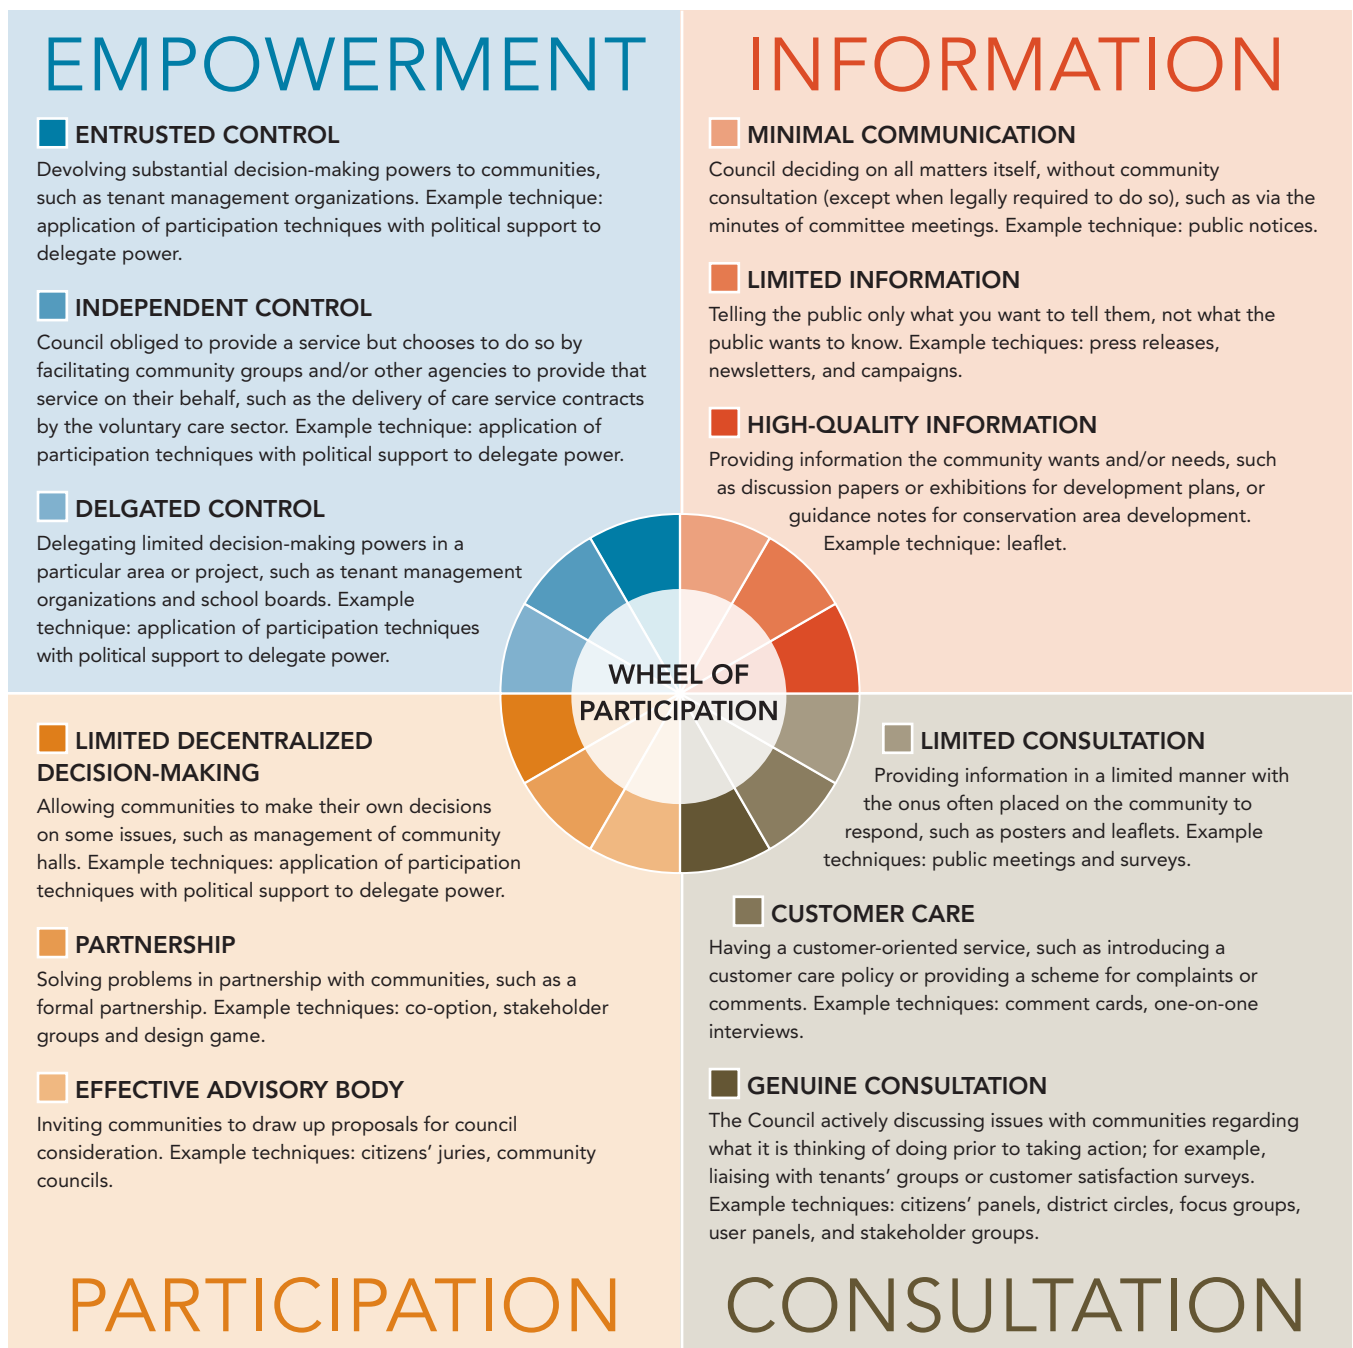 EMPOWERMENT
ENTRUSTED CONTROL
Devolving substantial decision-making powers to communities,
such as tenant management organizations. Example technique:
application of participation techniques with political support to
delegate power.
INDEPENDENT CONTROL
Council obliged to provide a service but chooses to do so by
facilitating community groups and/or other agencies to provide that
service on their behalf, such as the delivery of care service contracts
by the voluntary care sector. Example technique: application of
participation techniques with political support to delegate power.
DELGATED CONTROL
Delegating limited decision-making powers in a
particular area or project, such as tenant management
organizations and school boards. Example
technique: application of participation techniques
with political support to delegate power.
INFORMATION
MINIMAL COMMUNICATION
Council deciding on all matters itself, without community
consultation (except when legally required to do so), such as via the
minutes of committee meetings. Example technique: public notices.
LIMITED INFORMATION
Telling the public only what you want to tell them, not what the
public wants to know. Example techiques: press releases,
newsletters, and campaigns.
HIGH-QUALITY INFORMATION
Providing information the community wants and/or needs, such
as discussion papers or exhibitions for development plans, or
guidance notes for conservation area development.
Example technique: leaflet.
WHEEL OF
PARTICIPATION
LIMITED DECENTRALIZED
DECISION-MAKING
Allowing communities to make their own decisions
on some issues, such as management of community
halls. Example techniques: application of participation
techniques with political support to delegate power.
PARTNERSHIP
Solving problems in partnership with communities, such as a
formal partnership. Example techniques: co-option, stakeholder
groups and design game.
EFFECTIVE ADVISORY BODY
Inviting communities to draw up proposals for council
consideration. Example techniques: citizens’ juries, community
councils.
PARTICIPATION
LIMITED CONSULTATION
Providing information in a limited manner with
the onus often placed on the community to
respond, such as posters and leaflets. Example
techniques: public meetings and surveys.
CUSTOMER CARE
Having a customer-oriented service, such as introducing a
customer care policy or providing a scheme for complaints or
comments. Example techniques: comment cards, one-on-one
interviews.
GENUINE CONSULTATION
The Council actively discussing issues with communities regarding
what it is thinking of doing prior to taking action; for example,
liaising with tenants’ groups or customer satisfaction surveys.
Example techniques: citizens’ panels, district circles, focus groups,
user panels, and stakeholder groups.
CONSULTATION